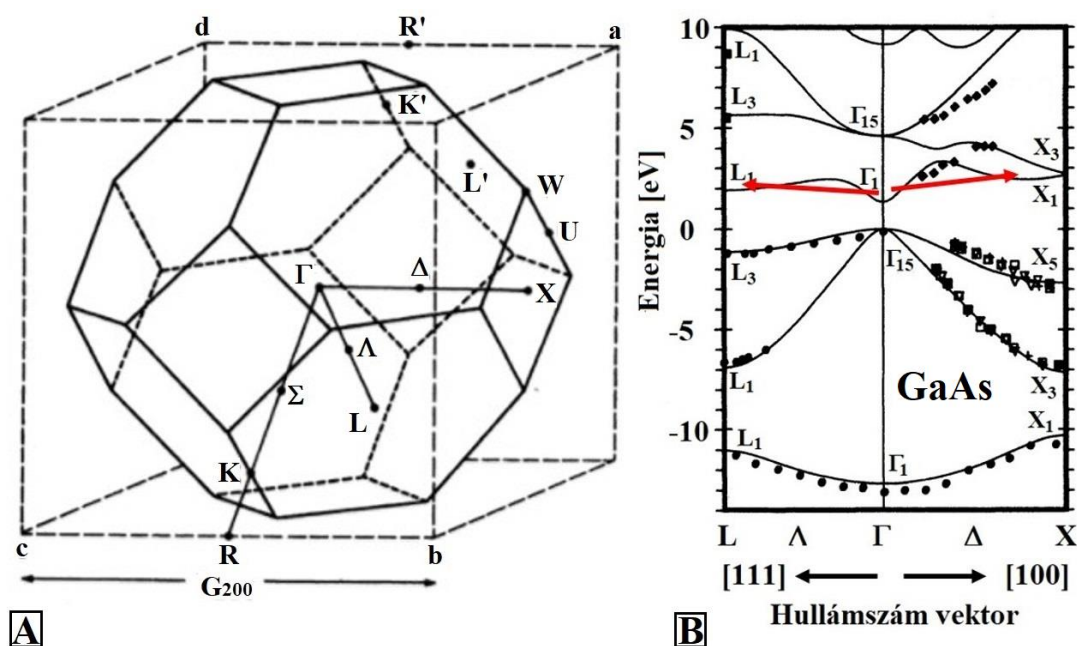 d
R'
a
K'
L'
W
U
Γ
Δ
X
Λ
Σ
L
K
c
R
b
G₂₀₀
A
Energia [eV]
10
5
0
-5
-10
L₁
L₃
Γ₁₅
X₃
L₁
Γ₁
X₁
L₃
Γ₁₅
X₅
L₁
X₃
GaAs
L₁
Γ₁
X₁
L Λ Γ Δ X
[111] [100]
Hullámszám vektor
B